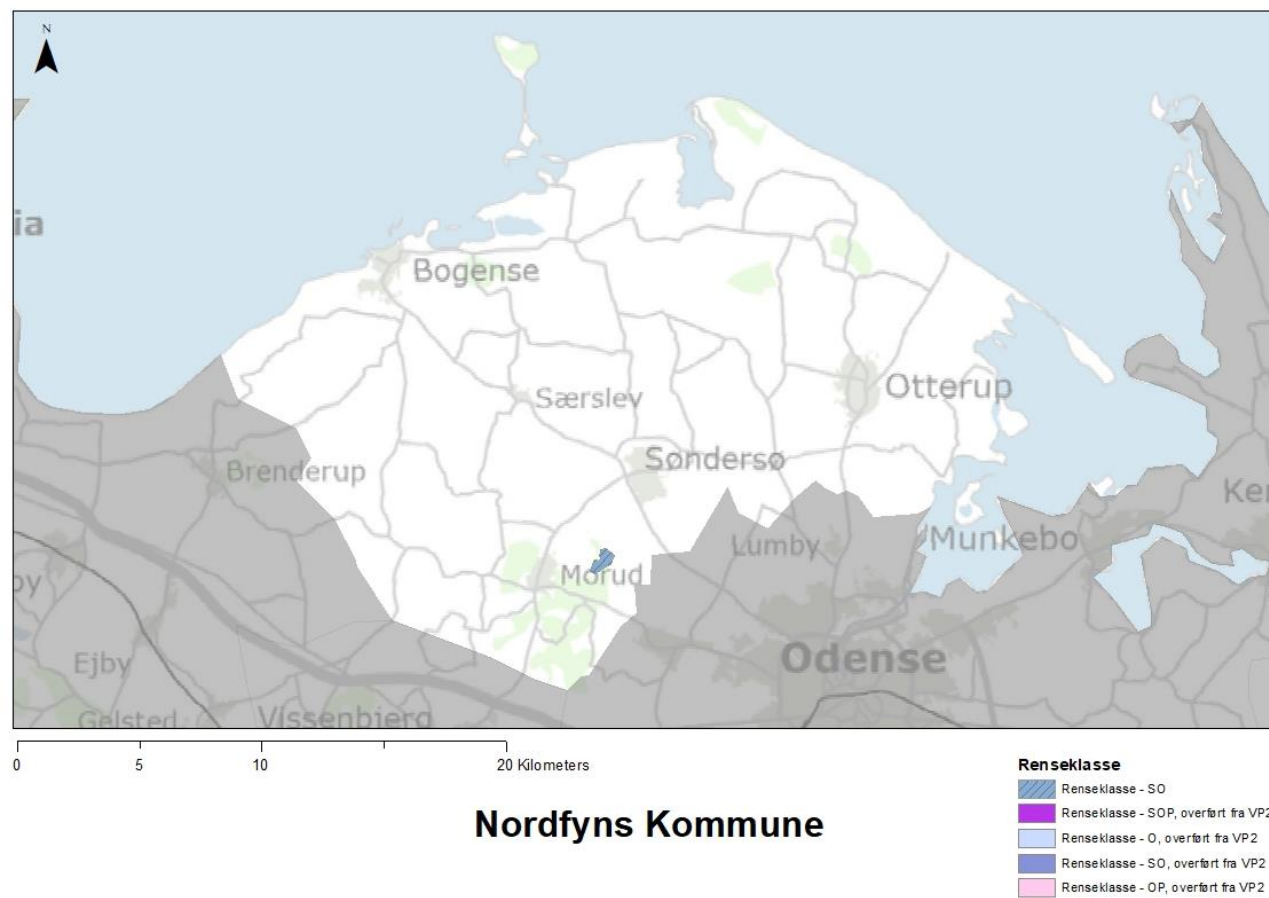 N
ia
Bogense
Særslev
Otterup
Søndersø
Brenderup
Ker
Munkebo
Lumby
Morud
by
Odense
Ejby
Gelsted
Vissenbjerg
0 5 10 20 Kilometers
Nordfyns Kommune
Renseklasse
Renseklasse - SO
Renseklasse - SOP, overført fra VP2
Renseklasse - O, overført fra VP2
Renseklasse - SO, overført fra VP2
Renseklasse - OP, overført fra VP2